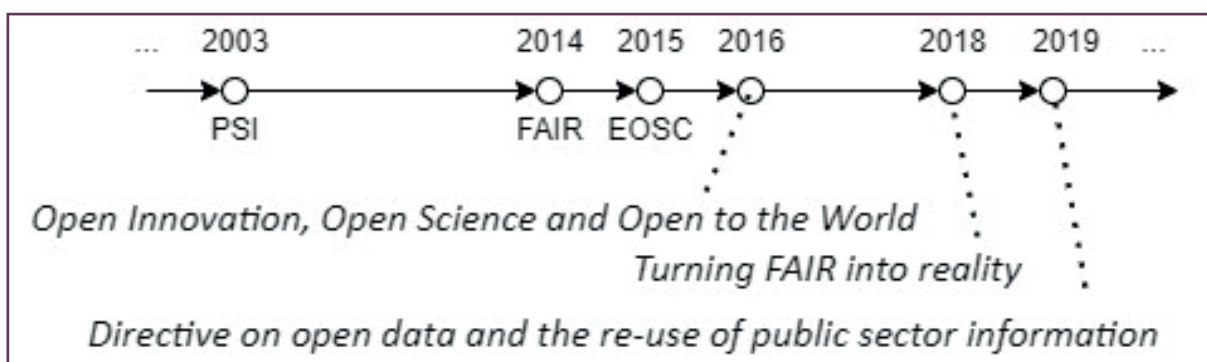 ... 2003 2014 2015 2016 2018 2019 ...
PSI FAIR EOSC
Open Innovation, Open Science and Open to the World
Turning FAIR into reality
Directive on open data and the re-use of public sector information